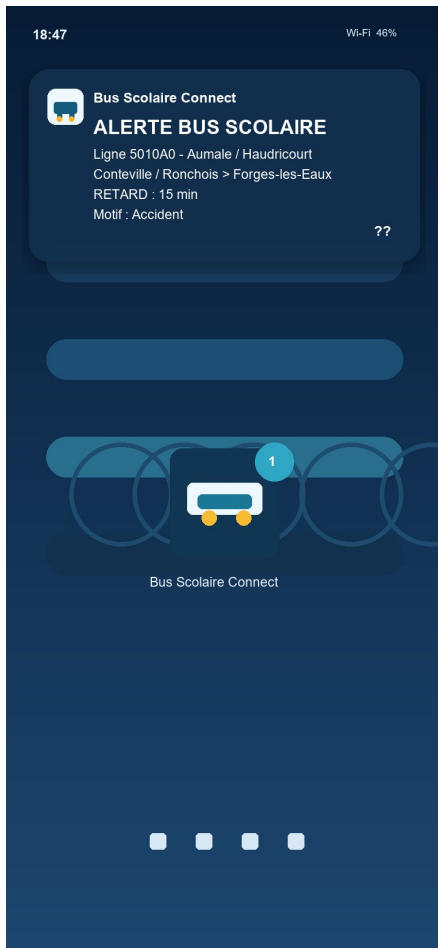 18:47
Wi-Fi 46%
Bus Scolaire Connect
ALERTE BUS SCOLAIRE
Ligne 5010A0 - Aumale / Haudricourt
Conteville / Ronchois > Forges-les-Eaux
RETARD : 15 min
Motif : Accident
??
1
Bus Scolaire Connect